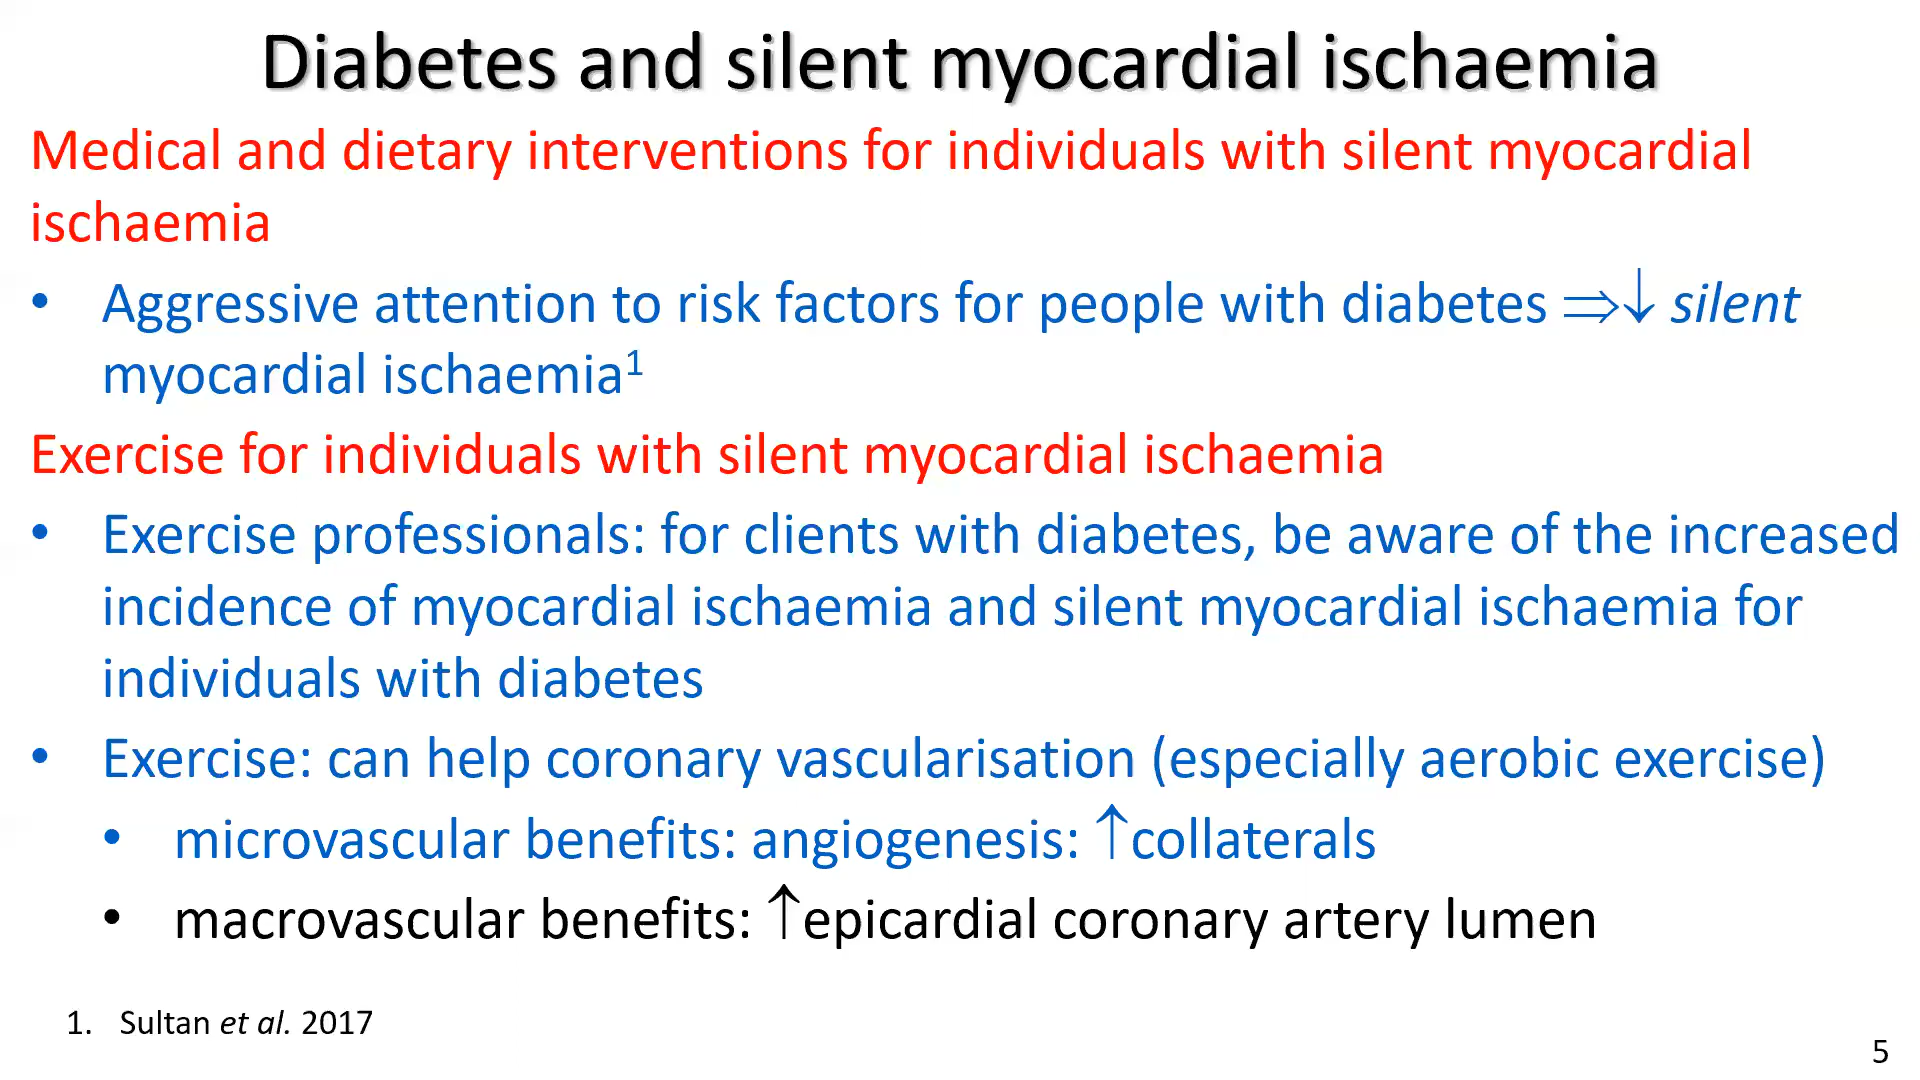 Diabetes and silent myocardial ischaemia
Medical and dietary interventions for individuals with silent myocardial
ischaemia
• Aggressive attention to risk factors for people with diabetes ⇒↓ silent
myocardial ischaemia¹
Exercise for individuals with silent myocardial ischaemia
• Exercise professionals: for clients with diabetes, be aware of the increased
incidence of myocardial ischaemia and silent myocardial ischaemia for
individuals with diabetes
• Exercise: can help coronary vascularisation (especially aerobic exercise)
• microvascular benefits: angiogenesis: ↑collaterals
• macrovascular benefits: ↑epicardial coronary artery lumen
1. Sultan et al. 2017
5